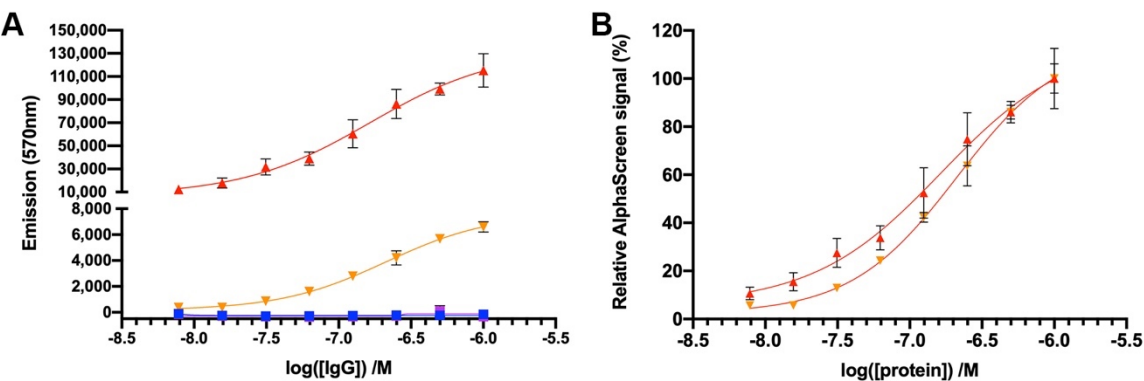 A
150,000
130,000
110,000
90,000
70,000
50,000
30,000
10,000
8,000
6,000
4,000
2,000
0
Emission (570nm)
-8.5 -8.0 -7.5 -7.0 -6.5 -6.0 -5.5
log([IgG]) /M
B
120
100
80
60
40
20
0
Relative AlphaScreen signal (%)
-8.5 -8.0 -7.5 -7.0 -6.5 -6.0 -5.5
log([protein]) /M